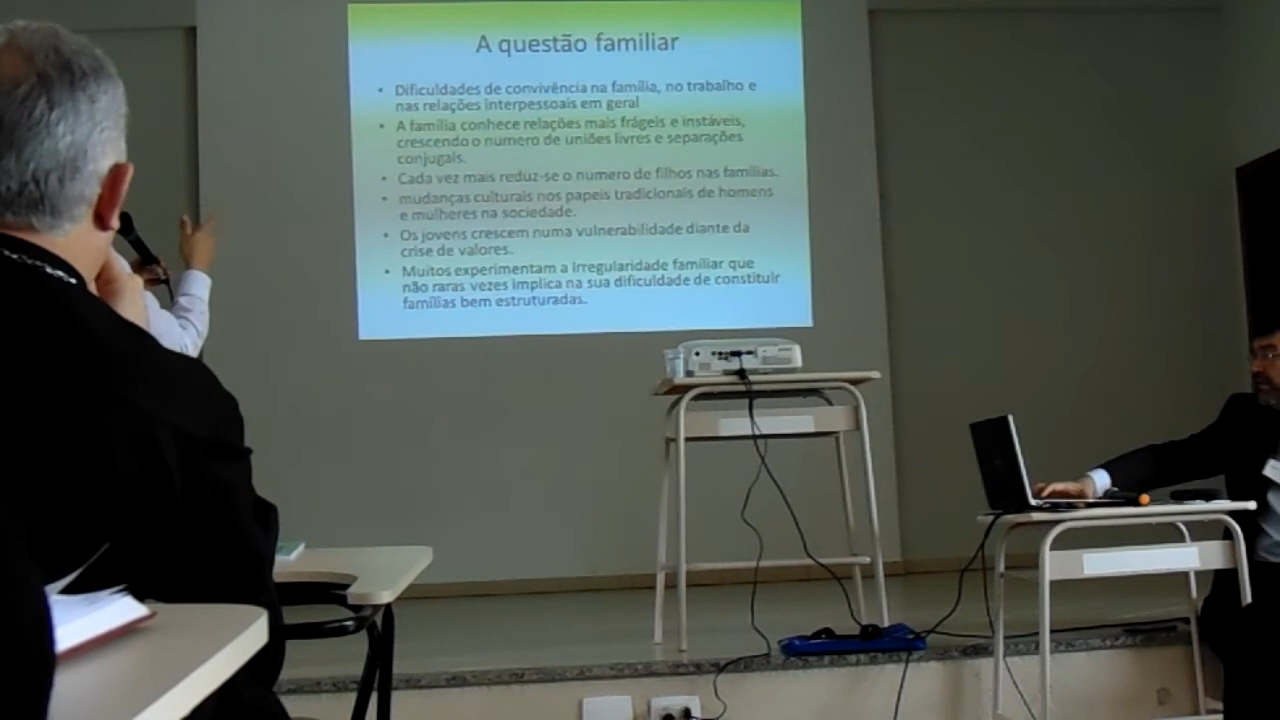 A questão familiar
• Dificuldades de convivência na família, no trabalho e
nas relações interpessoais em geral
• A família conhece relações mais frágeis e instáveis,
crescendo o numero de uniões livres e separações
conjugais.
• Cada vez mais reduz-se o numero de filhos nas famílias.
• mudanças culturais nos papeis tradicionais de homens
e mulheres na sociedade.
• Os jovens crescem numa vulnerabilidade diante da
crise de valores.
• Muitos experimentam a irregularidade familiar que
não raras vezes implica na sua dificuldade de constituir
famílias bem estruturadas.